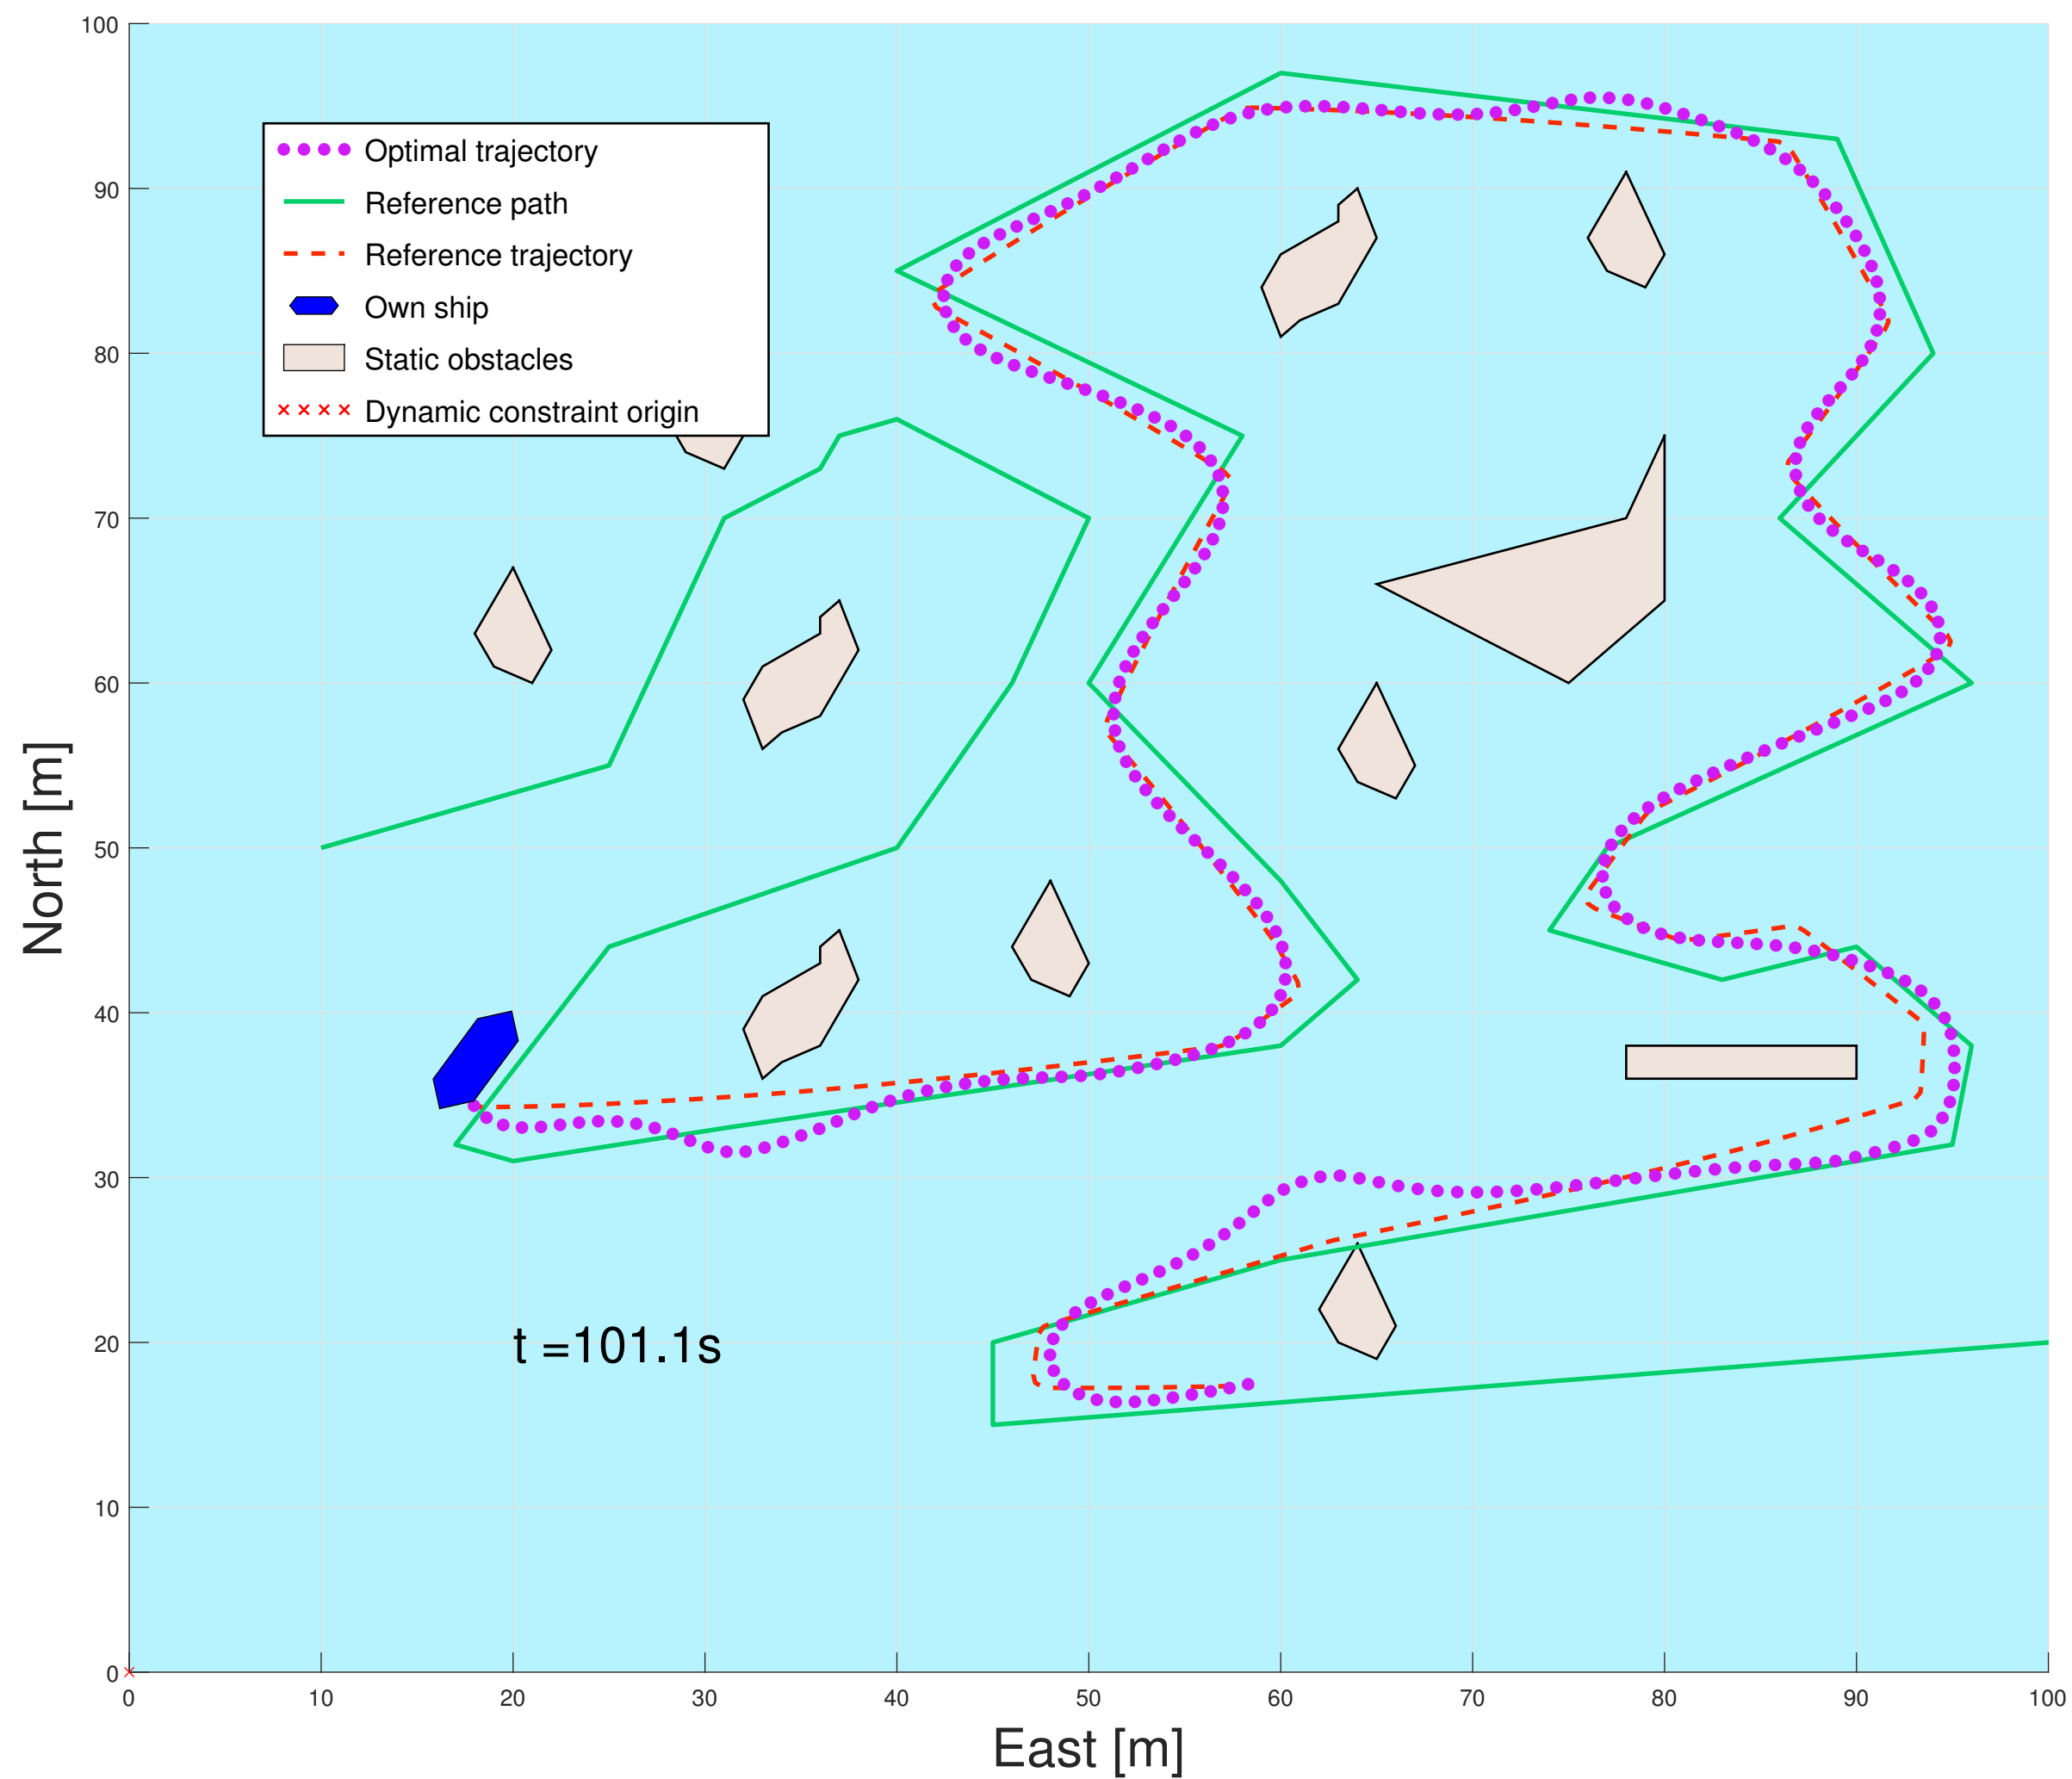 100
90
80
70
60
50
40
30
20
10
0
North [m]
Optimal trajectory
Reference path
Reference trajectory
Own ship
Static obstacles
Dynamic constraint origin
t =101.1s
0 10 20 30 40 50 60 70 80 90 100
East [m]